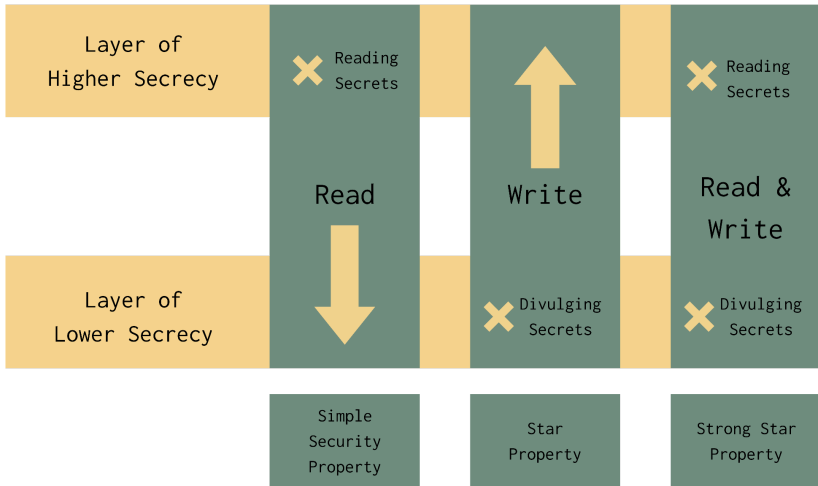 Layer of
Higher Secrecy
Reading
Secrets
Reading
Secrets
Read
Write
Read &
Write
Layer of
Lower Secrecy
Divulging
Secrets
Divulging
Secrets
Simple
Security
Property
Star
Property
Strong Star
Property